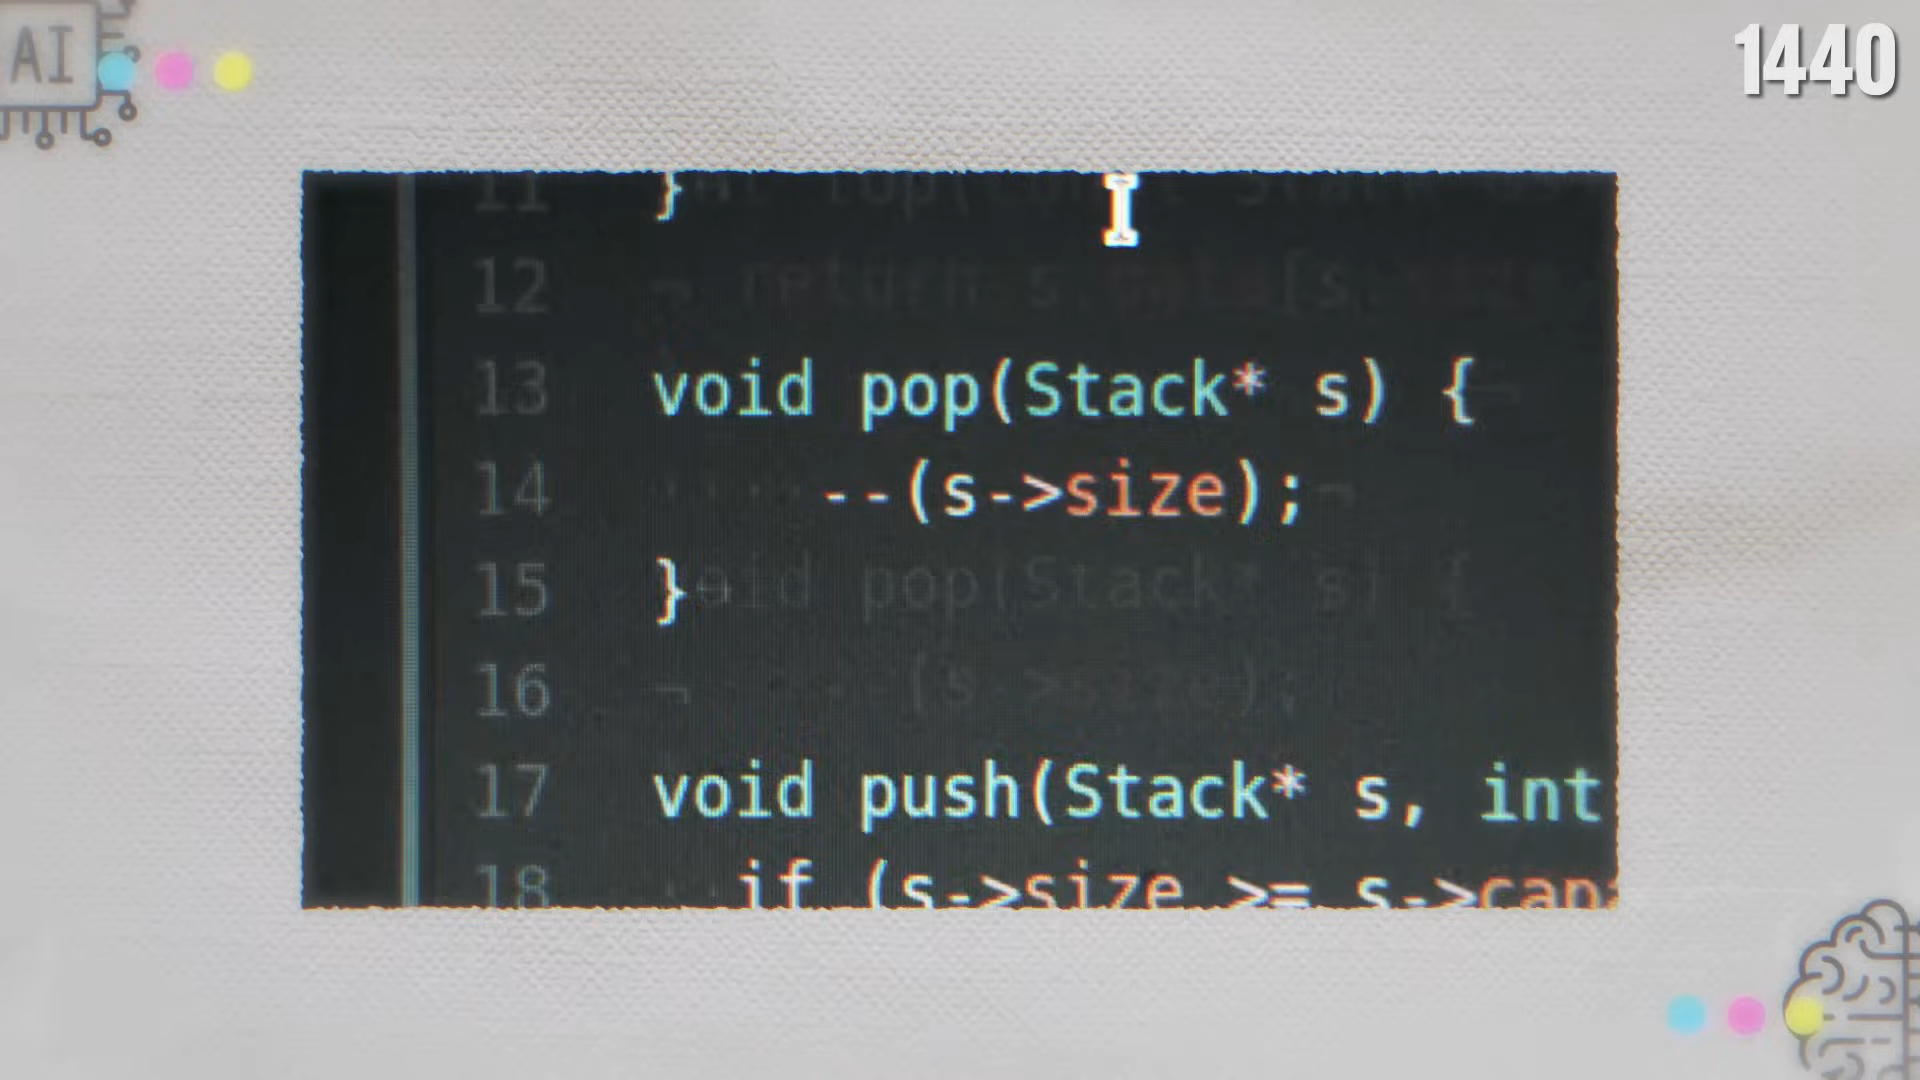 AI
1440
11 }
12
13 void pop(Stack* s) {
14 --(s->size);
15 }
16
17 void push(Stack* s, int
18 if (s->size >= s->capa